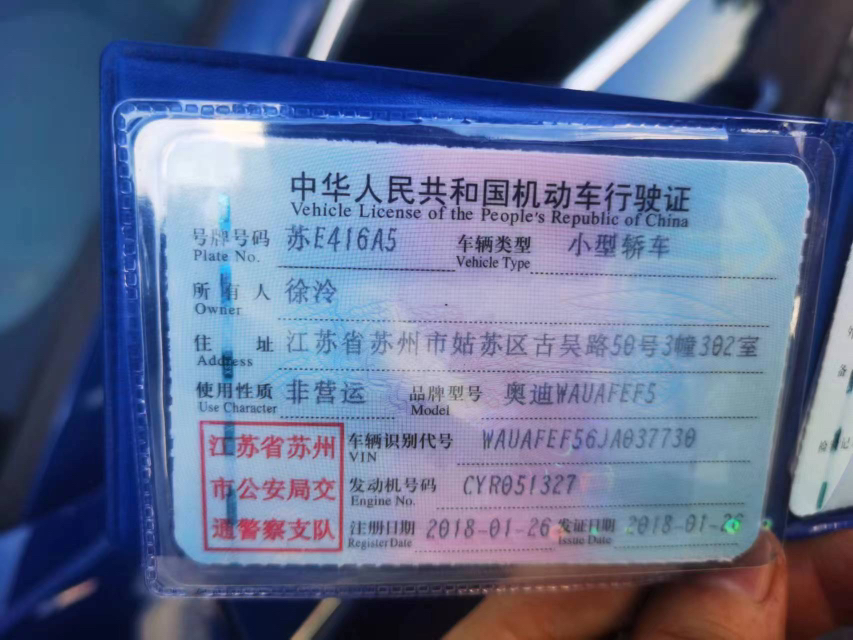 中华人民共和国机动车行驶证
Vehicle License of the People's Republic of China
号牌号码 苏E416A5 车辆类型 小型轿车
Plate No. Vehicle Type
所有人 徐泠
Owner
住址 江苏省苏州市姑苏区古吴路50号3幢302室
Address
使用性质 非营运 品牌型号 奥迪WAUAFEF5
Use Character Model
江苏省苏州 车辆识别代号 WAUAFEF56JA037730
VIN
市公安局交 发动机号码 CYR051327
Engine No.
通警察支队 注册日期 2018-01-26 发证日期 2018-01-26
Register Date Issue Date